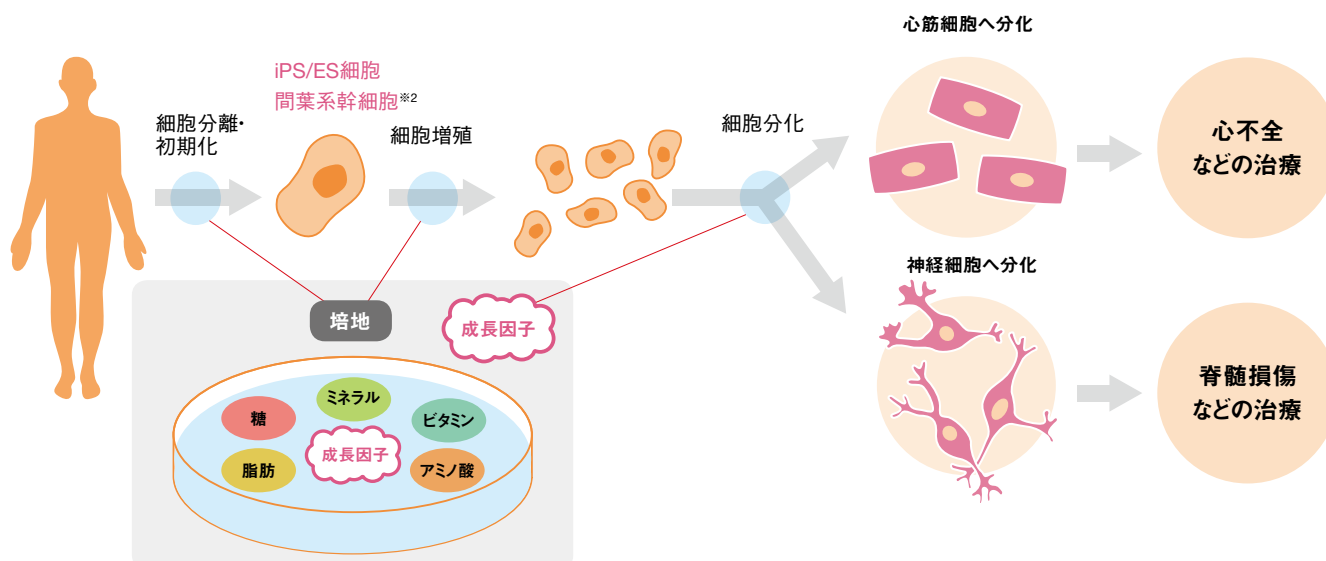 細胞分離・
初期化
iPS/ES細胞
間葉系幹細胞※2
細胞増殖
細胞分化
心筋細胞へ分化
心不全
などの治療
神経細胞へ分化
脊髄損傷
などの治療
培地
成長因子
糖
ミネラル
ビタミン
成長因子
脂肪
アミノ酸